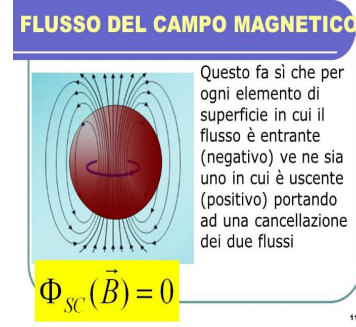 FLUSSO DEL CAMPO MAGNETICO
Questo fa sì che per
ogni elemento di
superficie in cui il
flusso è entrante
(negativo) ve ne sia
uno in cui è uscente
(positivo) portando
ad una cancellazione
dei due flussi
Φ_SC(B⃗) = 0